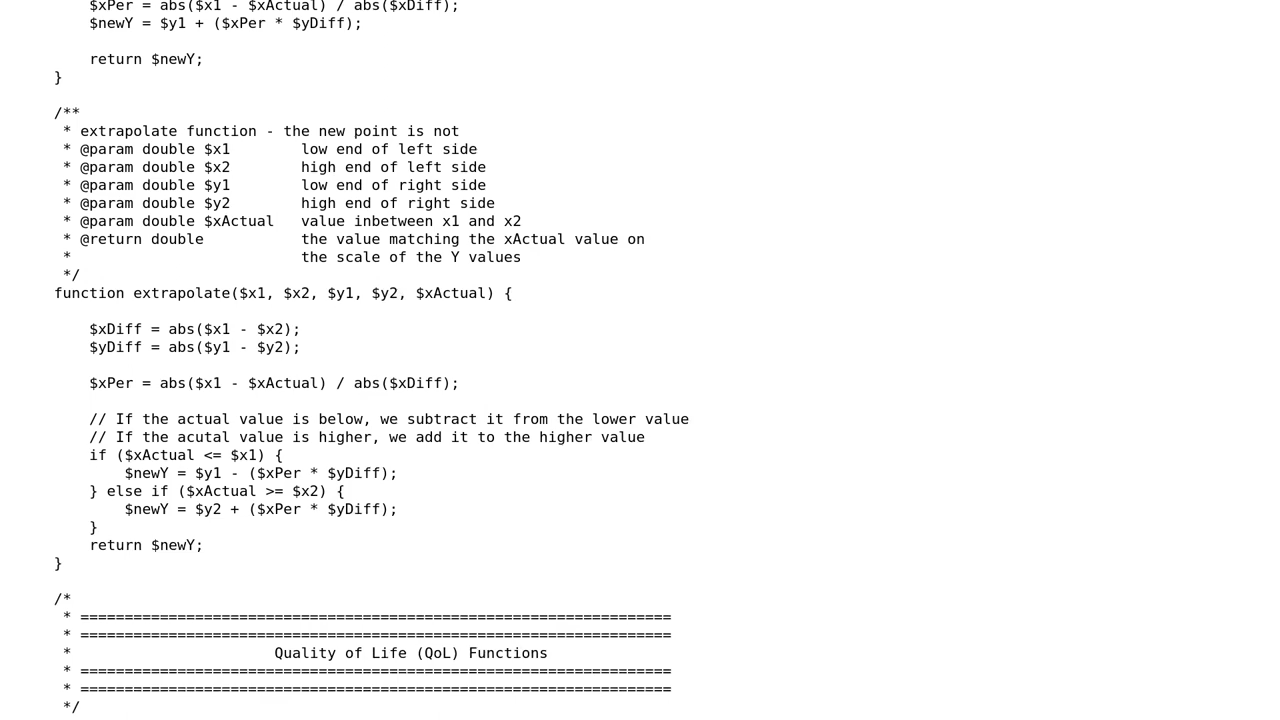 $xPer = abs($x1 - $xActual) / abs($xDiff);
    $newY = $y1 + ($xPer * $yDiff);

    return $newY;
}

/**
 * extrapolate function - the new point is not
 * @param double $x1        low end of left side
 * @param double $x2        high end of left side
 * @param double $y1        low end of right side
 * @param double $y2        high end of right side
 * @param double $xActual   value inbetween x1 and x2
 * @return double           the value matching the xActual value on
 *                          the scale of the Y values
 */
function extrapolate($x1, $x2, $y1, $y2, $xActual) {

    $xDiff = abs($x1 - $x2);
    $yDiff = abs($y1 - $y2);

    $xPer = abs($x1 - $xActual) / abs($xDiff);

    // If the actual value is below, we subtract it from the lower value
    // If the acutal value is higher, we add it to the higher value
    if ($xActual <= $x1) {
        $newY = $y1 - ($xPer * $yDiff);
    } else if ($xActual >= $x2) {
        $newY = $y2 + ($xPer * $yDiff);
    }
    return $newY;
}

/*
 * ===================================================================
 * ===================================================================
 *                       Quality of Life (QoL) Functions
 * ===================================================================
 * ===================================================================
 */